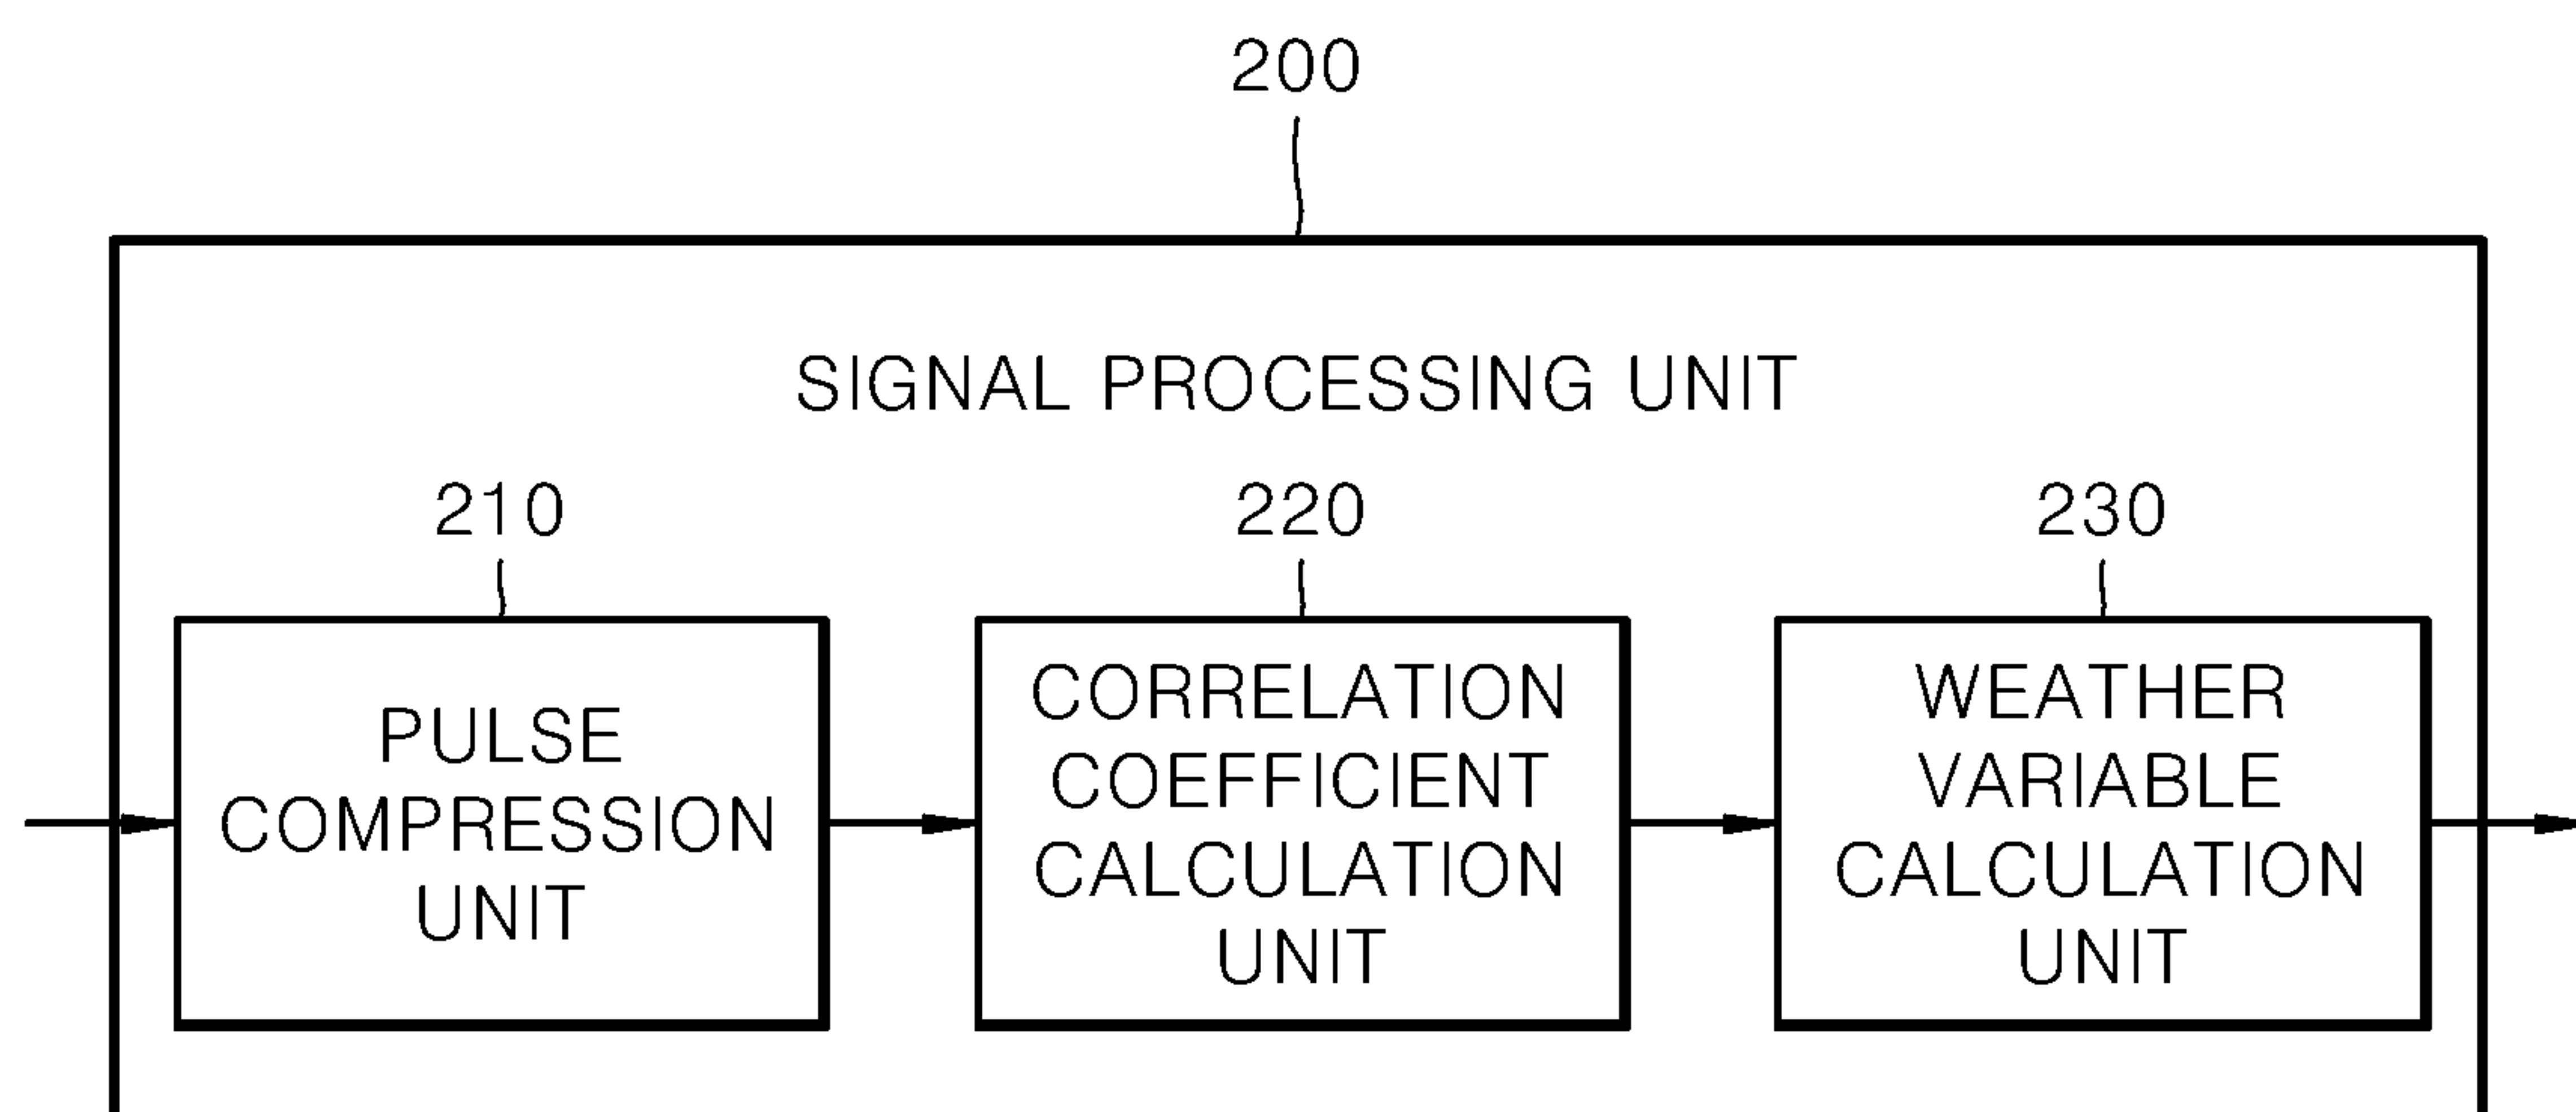 200
SIGNAL PROCESSING UNIT
210
220
230
PULSE
COMPRESSION
UNIT
CORRELATION
COEFFICIENT
CALCULATION
UNIT
WEATHER
VARIABLE
CALCULATION
UNIT